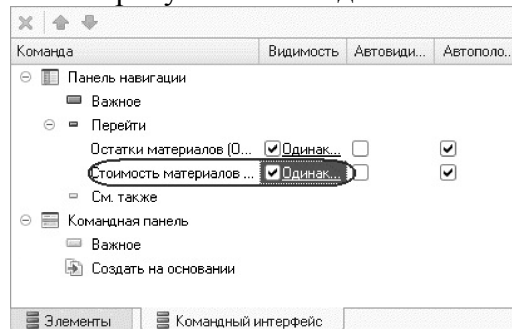 Команда Видимость Автовиди... Автополо...
Панель навигации
Важное
Перейти
Остатки материалов (О... Одинак...
Стоимость материалов ... Одинак...
См. также
Командная панель
Важное
Создать на основании
Элементы Командный интерфейс